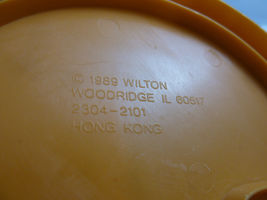 © 1989 WILTON
WOODRIDGE IL 60517
2304-2101
HONG KONG